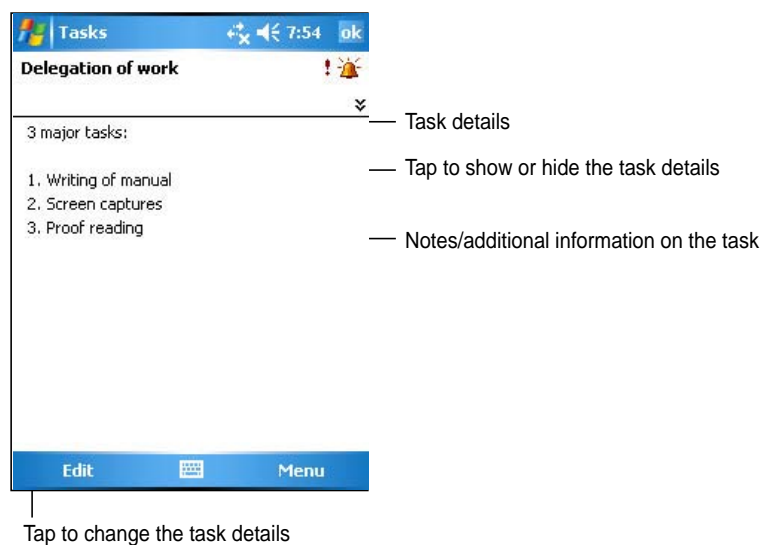 Tasks 7:54 ok
Delegation of work !
Task details
3 major tasks:
Tap to show or hide the task details
1. Writing of manual
2. Screen captures
3. Proof reading
Notes/additional information on the task
Edit Menu
Tap to change the task details